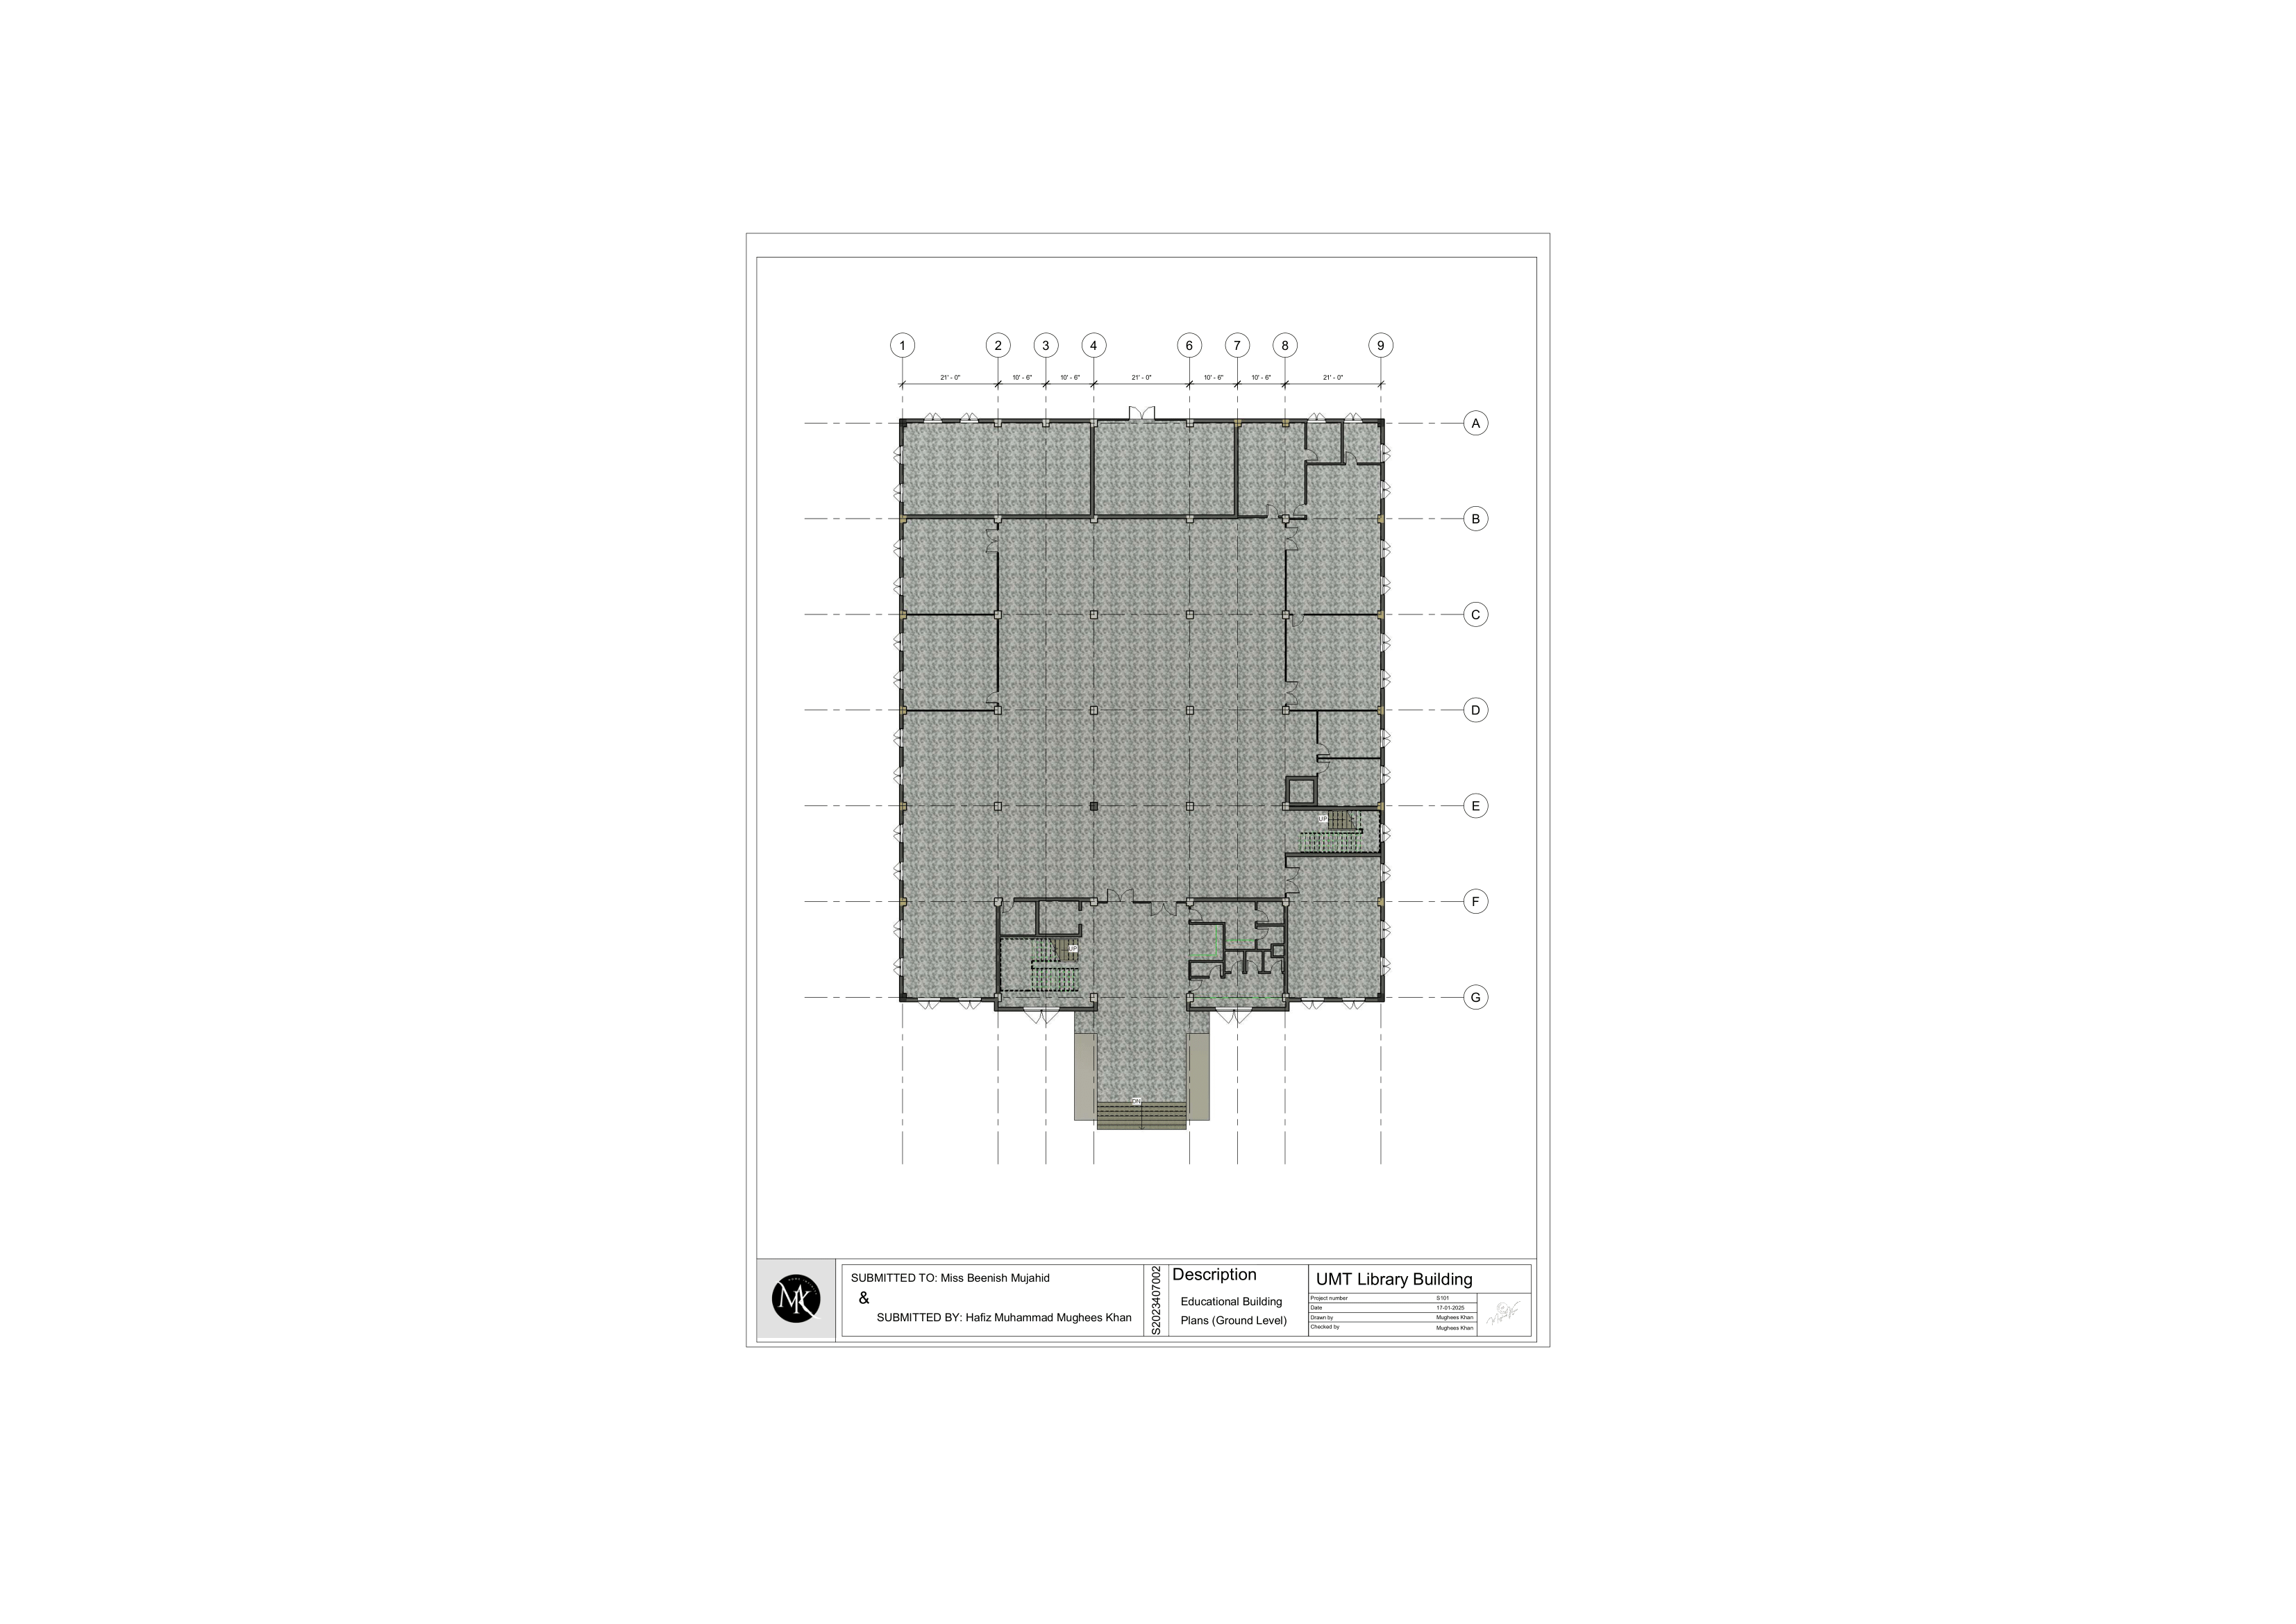 1 2 3 4 6 7 8 9
21' - 0" 10' - 6" 10' - 6" 21' - 0" 10' - 6" 10' - 6" 21' - 0"
A
B
C
D
E
UP
F
UP
G
DN
SUBMITTED TO: Miss Beenish Mujahid
&
SUBMITTED BY: Hafiz Muhammad Mughees Khan
S2023407002
Description
Educational Building
Plans (Ground Level)
UMT Library Building
Project number S101
Date 17-01-2025
Drawn by Mughees Khan
Checked by Mughees Khan
MK